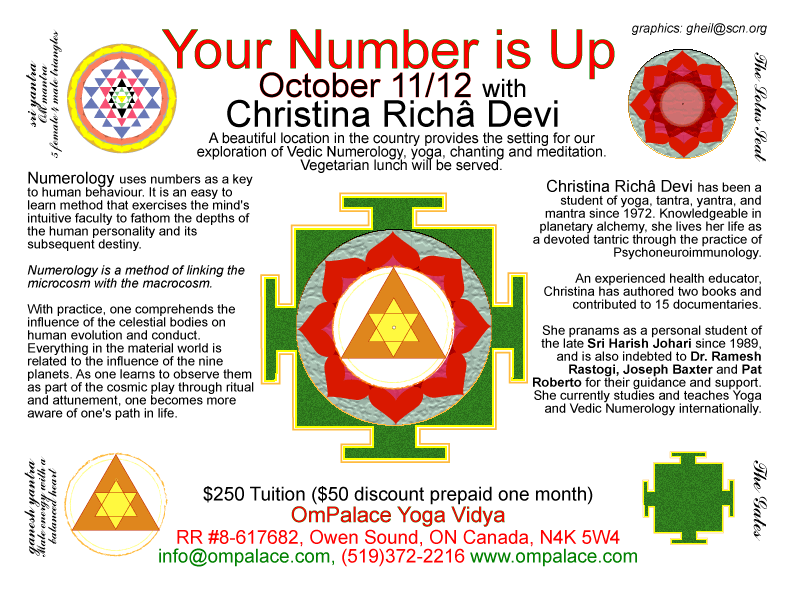 graphics: gheil@scn.org
Your Number is Up
October 11/12 with
Christina Richâ Devi
A beautiful location in the country provides the setting for our
exploration of Vedic Numerology, yoga, chanting and meditation.
Vegetarian lunch will be served.
sri yantra
OM mantra
5 female 4 male triangles
The Lotus Seal
Numerology uses numbers as a key
to human behaviour. It is an easy to
learn method that exercises the mind's
intuitive faculty to fathom the depths of
the human personality and its
subsequent destiny.
Numerology is a method of linking the
microcosm with the macrocosm.
With practice, one comprehends the
influence of the celestial bodies on
human evolution and conduct.
Everything in the material world is
related to the influence of the nine
planets. As one learns to observe them
as part of the cosmic play through ritual
and attunement, one becomes more
aware of one's path in life.
Christina Richâ Devi has been a
student of yoga, tantra, yantra, and
mantra since 1972. Knowledgeable in
planetary alchemy, she lives her life as
a devoted tantric through the practice of
Psychoneuroimmunology.
An experienced health educator,
Christina has authored two books and
contributed to 15 documentaries.
She pranams as a personal student of
the late Sri Harish Johari since 1989,
and is also indebted to Dr. Ramesh
Rastogi, Joseph Baxter and Pat
Roberto for their guidance and support.
She currently studies and teaches Yoga
and Vedic Numerology internationally.
ganesh yantra
Male energy with a
balanced heart
The Gates
$250 Tuition ($50 discount prepaid one month)
OmPalace Yoga Vidya
RR #8-617682, Owen Sound, ON Canada, N4K 5W4
info@ompalace.com, (519)372-2216 www.ompalace.com